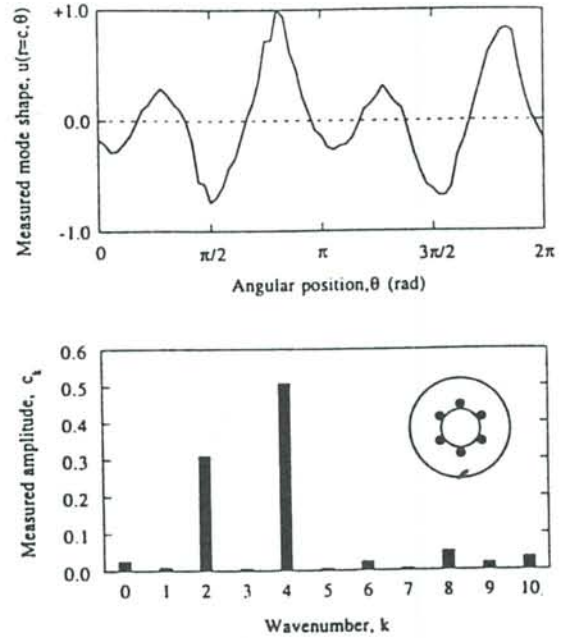 +1.0
0.0
-1.0
Measured mode shape, u(r=c,θ)
0 π/2 π 3π/2 2π
Angular position,θ (rad)
0.6
0.5
0.4
0.3
0.2
0.1
0.0
Measured amplitude, cₖ
0 1 2 3 4 5 6 7 8 9 10
Wavenumber, k